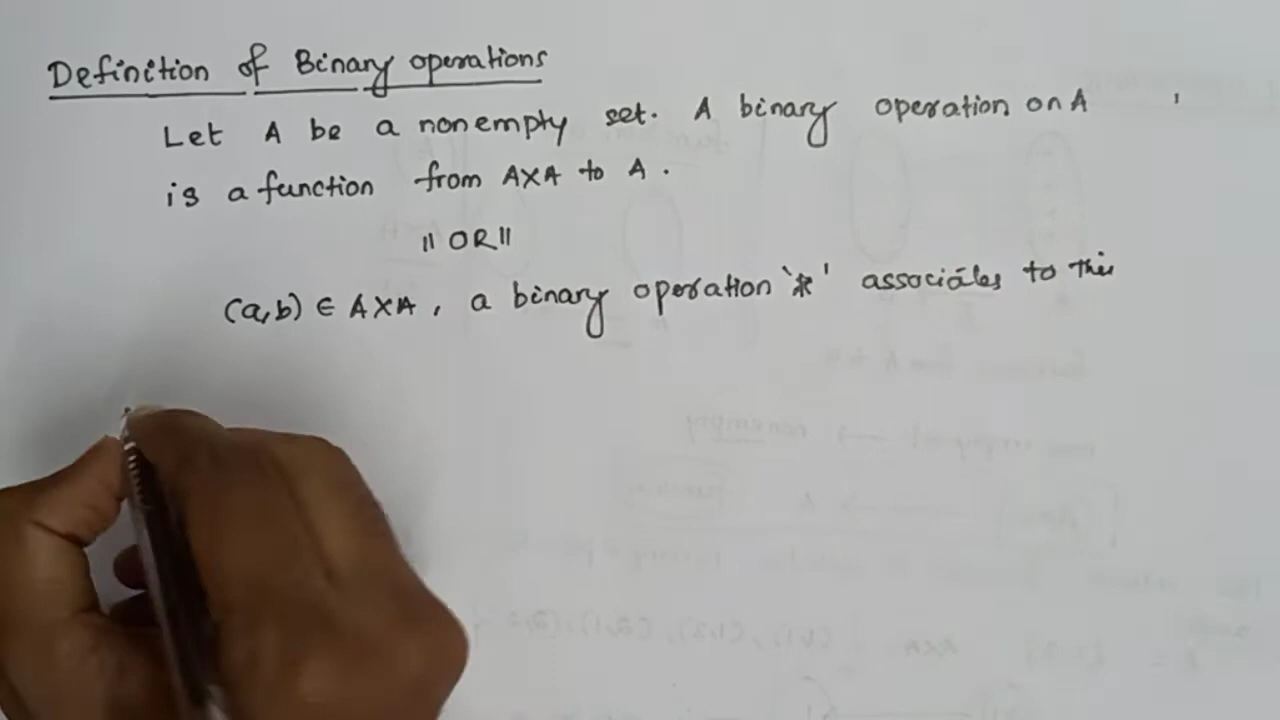 Definition of Binary operations
Let A be a nonempty set. A binary operation on A
is a function from A×A to A.
"OR"
(a,b) ∈ A×A, a binary operation '*' associates to this